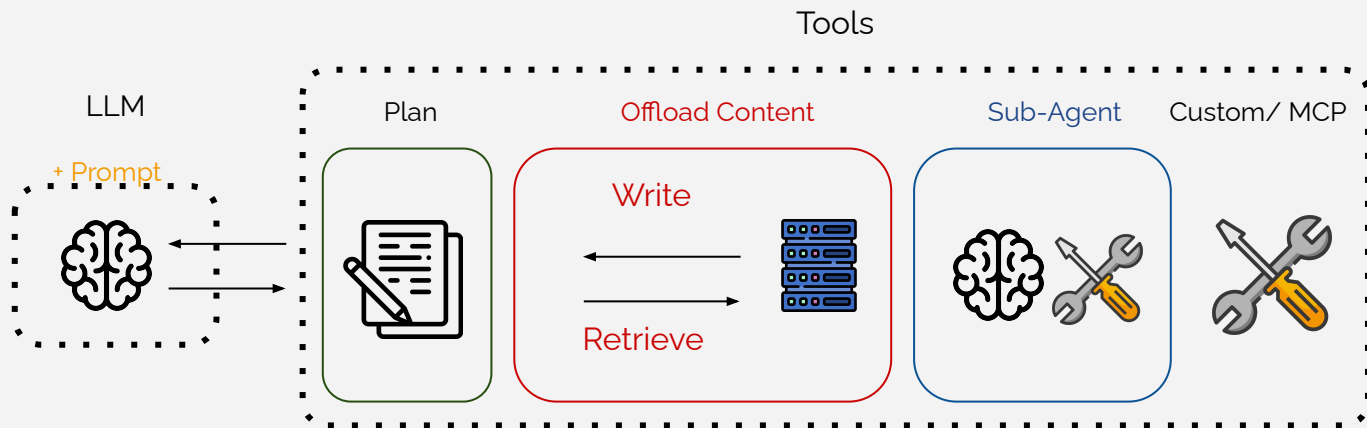 Tools
LLM
+ Prompt
Plan
Offload Content
Write
Retrieve
Sub-Agent
Custom/ MCP